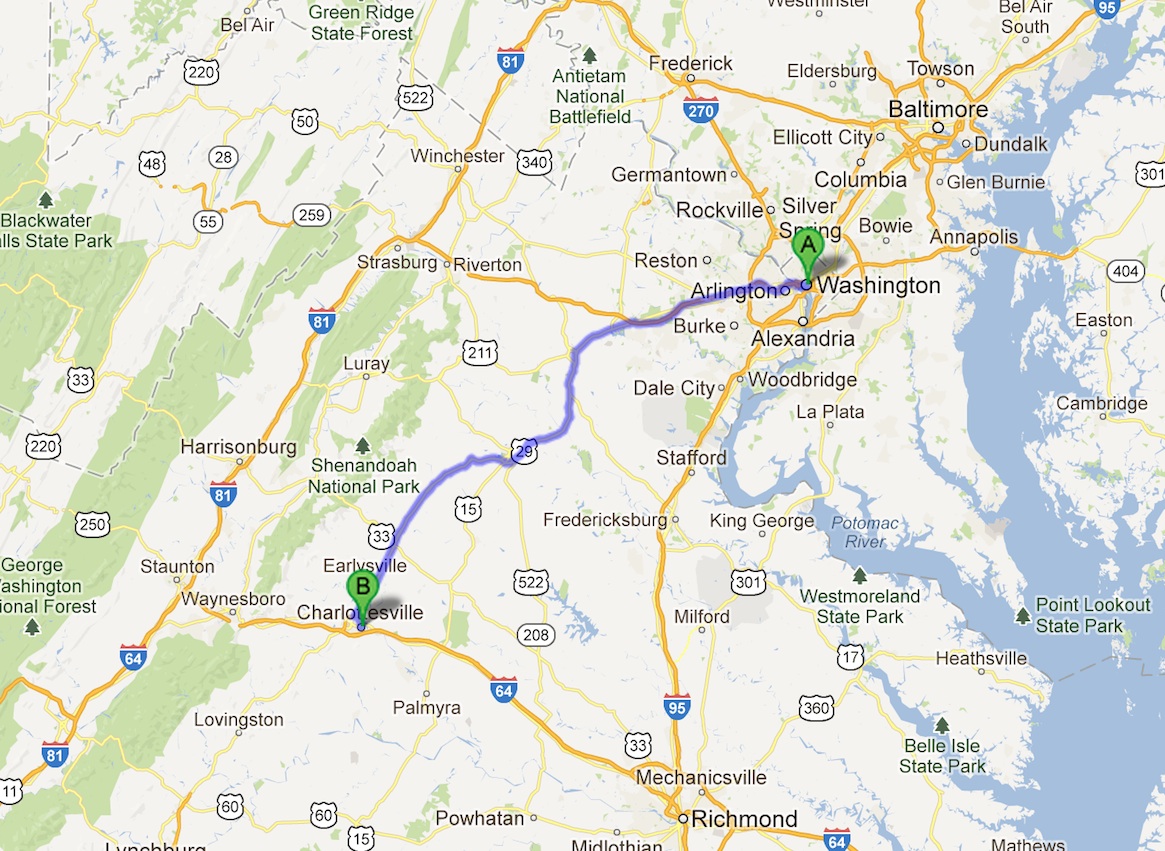 Westminster
95
Bel Air
Green Ridge
State Forest
Bel Air
South
81
220
522
Antietam
National
Battlefield
Frederick
Eldersburg
Towson
270
Baltimore
50
Ellicott City
Dundalk
48
28
Winchester
340
Germantown
Columbia
Glen Burnie
301
Blackwater
lls State Park
55
259
Rockville
Silver
Spring
Bowie
Annapolis
A
Strasburg
Riverton
Reston
404
Arlington
Washington
81
Burke
Alexandria
Easton
211
Luray
33
Dale City
Woodbridge
Cambridge
La Plata
220
Harrisonburg
Shenandoah
National Park
29
Stafford
81
15
Fredericksburg
King George
Potomac
River
250
33
George
ashington
ional Forest
Staunton
Earlysville
B
522
301
Westmoreland
State Park
Waynesboro
Charlottesville
Milford
Point Lookout
State Park
208
64
17
Heathsville
64
Palmyra
95
360
Lovingston
81
33
Belle Isle
State Park
11
Mechanicsville
60
60
Powhatan
Richmond
15
64
Lynchburg
Midlothian
Mathews